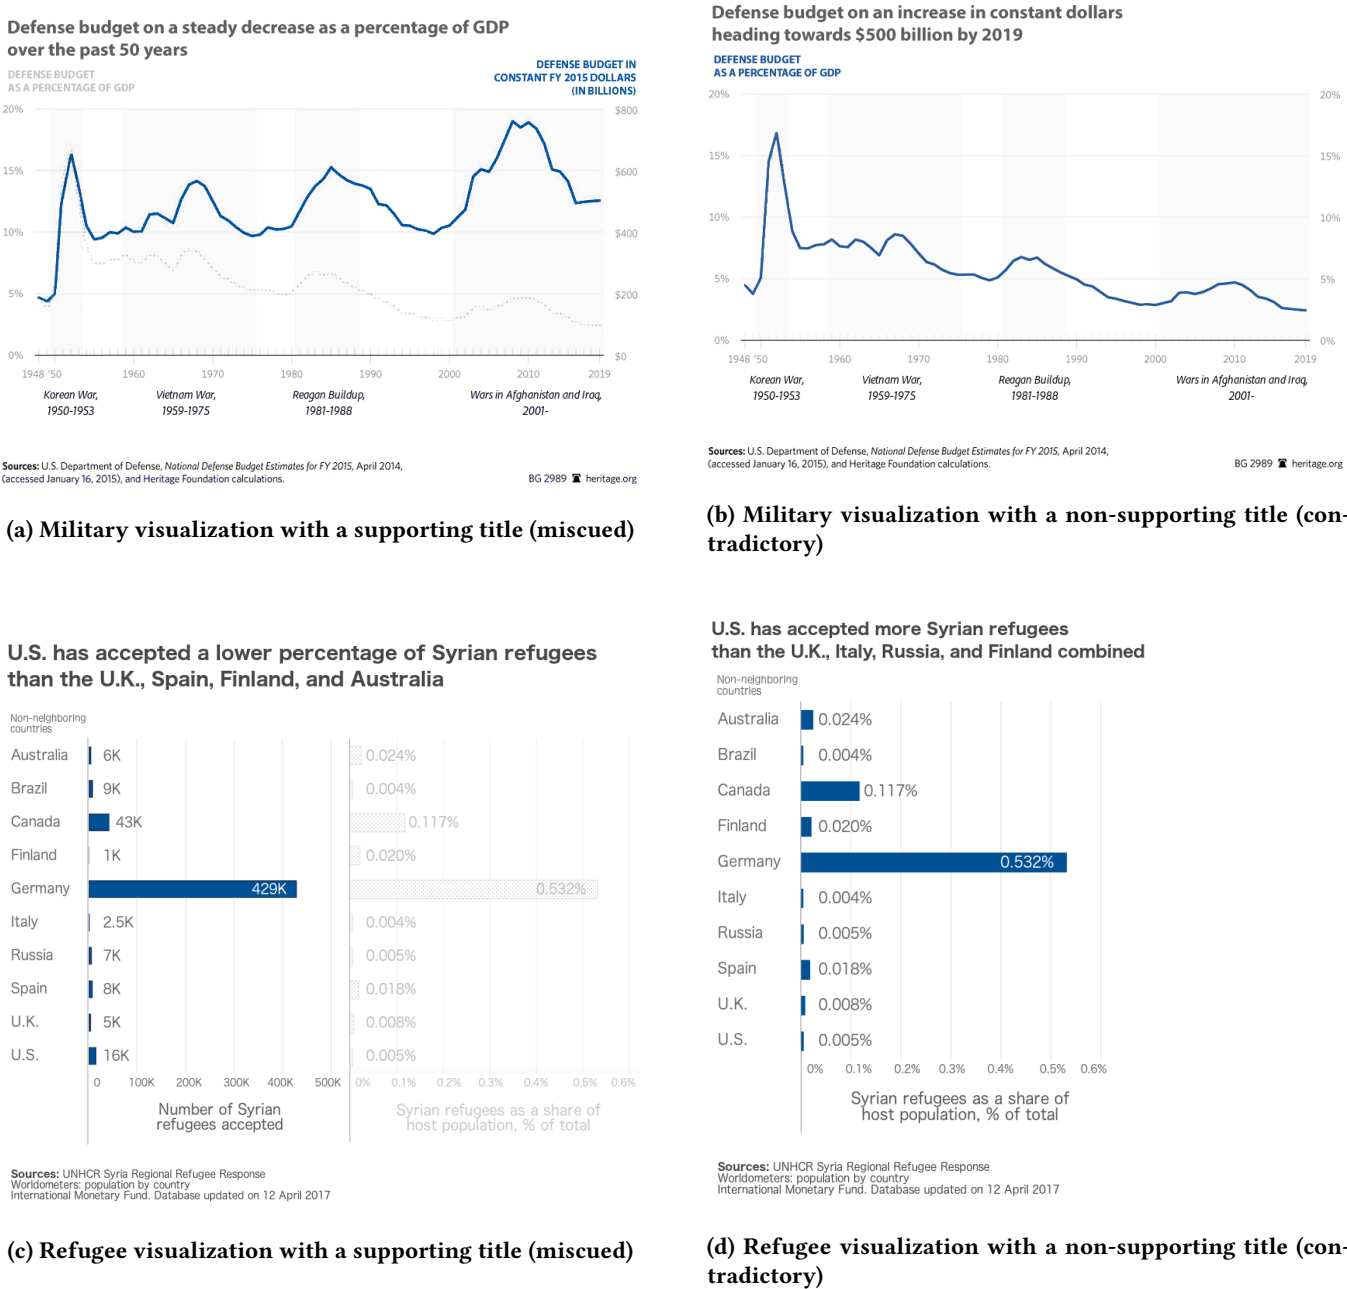 Defense budget on a steady decrease as a percentage of GDP
over the past 50 years
DEFENSE BUDGET
AS A PERCENTAGE OF GDP
DEFENSE BUDGET IN
CONSTANT FY 2015 DOLLARS
(IN BILLIONS)
20%
15%
10%
5%
0%
$800
$600
$400
$200
$0
1948 '50 1960 1970 1980 1990 2000 2010 2019
Korean War,
1950-1953
Vietnam War,
1959-1975
Reagan Buildup,
1981-1988
Wars in Afghanistan and Iraq,
2001-
Sources: U.S. Department of Defense, National Defense Budget Estimates for FY 2015, April 2014,
(accessed January 16, 2015), and Heritage Foundation calculations.
BG 2989 heritage.org
(a) Military visualization with a supporting title (miscued)
Defense budget on an increase in constant dollars
heading towards $500 billion by 2019
DEFENSE BUDGET
AS A PERCENTAGE OF GDP
20%
15%
10%
5%
0%
20%
15%
10%
5%
0%
1948 '50 1960 1970 1980 1990 2000 2010 2019
Korean War,
1950-1953
Vietnam War,
1959-1975
Reagan Buildup,
1981-1988
Wars in Afghanistan and Iraq,
2001-
Sources: U.S. Department of Defense, National Defense Budget Estimates for FY 2015, April 2014,
(accessed January 16, 2015), and Heritage Foundation calculations.
BG 2989 heritage.org
(b) Military visualization with a non-supporting title (con-
tradictory)
U.S. has accepted a lower percentage of Syrian refugees
than the U.K., Spain, Finland, and Australia
Non-neighboring
countries
Australia 6K 0.024%
Brazil 9K 0.004%
Canada 43K 0.117%
Finland 1K 0.020%
Germany 429K 0.532%
Italy 2.5K 0.004%
Russia 7K 0.005%
Spain 8K 0.018%
U.K. 5K 0.008%
U.S. 16K 0.005%
0 100K 200K 300K 400K 500K 0% 0.1% 0.2% 0.3% 0.4% 0.5% 0.6%
Number of Syrian
refugees accepted
Syrian refugees as a share of
host population, % of total
Sources: UNHCR Syria Regional Refugee Response
Worldometers: population by country
International Monetary Fund. Database updated on 12 April 2017
(c) Refugee visualization with a supporting title (miscued)
U.S. has accepted more Syrian refugees
than the U.K., Italy, Russia, and Finland combined
Non-neighboring
countries
Australia 0.024%
Brazil 0.004%
Canada 0.117%
Finland 0.020%
Germany 0.532%
Italy 0.004%
Russia 0.005%
Spain 0.018%
U.K. 0.008%
U.S. 0.005%
0% 0.1% 0.2% 0.3% 0.4% 0.5% 0.6%
Syrian refugees as a share of
host population, % of total
Sources: UNHCR Syria Regional Refugee Response
Worldometers: population by country
International Monetary Fund. Database updated on 12 April 2017
(d) Refugee visualization with a non-supporting title (con-
tradictory)